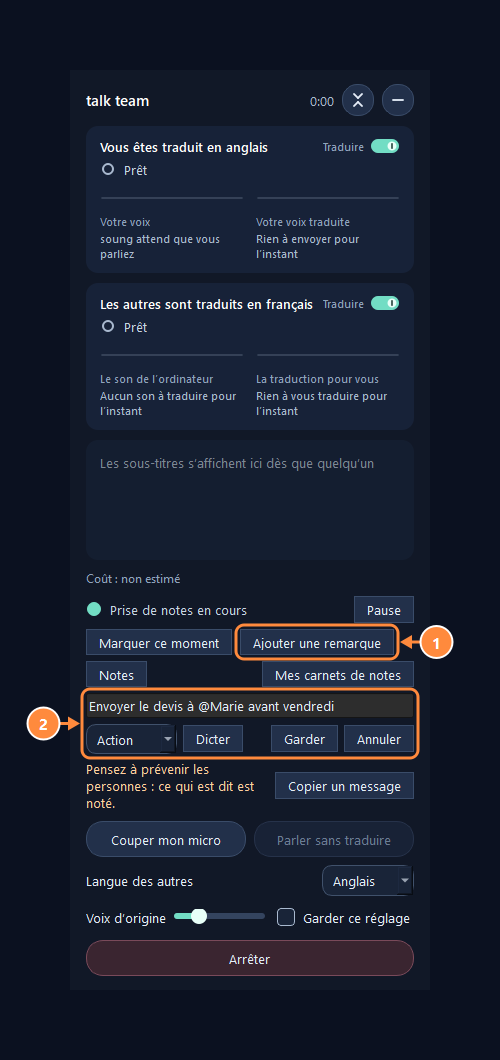 talk team
0:00
Vous êtes traduit en anglais
Traduire
Prêt
Votre voix
soung attend que vous
parliez
Votre voix traduite
Rien à envoyer pour
l'instant
Les autres sont traduits en français
Traduire
Prêt
Le son de l'ordinateur
Aucun son à traduire pour
l'instant
La traduction pour vous
Rien à vous traduire pour
l'instant
Les sous-titres s'affichent ici dès que quelqu'un
Coût : non estimé
Prise de notes en cours
Pause
Marquer ce moment
Ajouter une remarque
1
Notes
Mes carnets de notes
2
Envoyer le devis à @Marie avant vendredi
Action
Dicter
Garder
Annuler
Pensez à prévenir les
personnes : ce qui est dit est
noté.
Copier un message
Couper mon micro
Parler sans traduire
Langue des autres
Anglais
Voix d'origine
Garder ce réglage
Arrêter